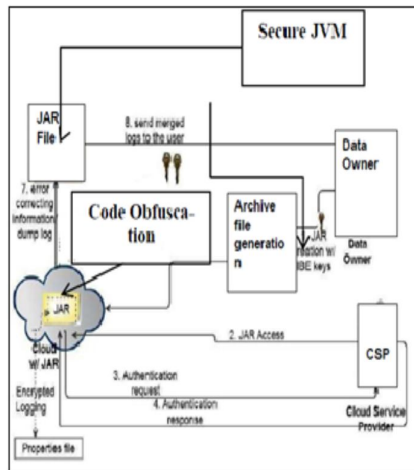 Secure JVM
JAR
File
8. send merged
logs to the user
Data
Owner
7. error
correcting
information/
dump log
Code Obfusca-
tion
Archive
file
generatio
n
JAR
w/
IBE keys
Data
Owner
JAR
Cloud
w/ JAR
2. JAR Access
CSP
3. Authentication
request
4. Authentication
response
Cloud Service
Provider
Encrypted
Logging
Properties file